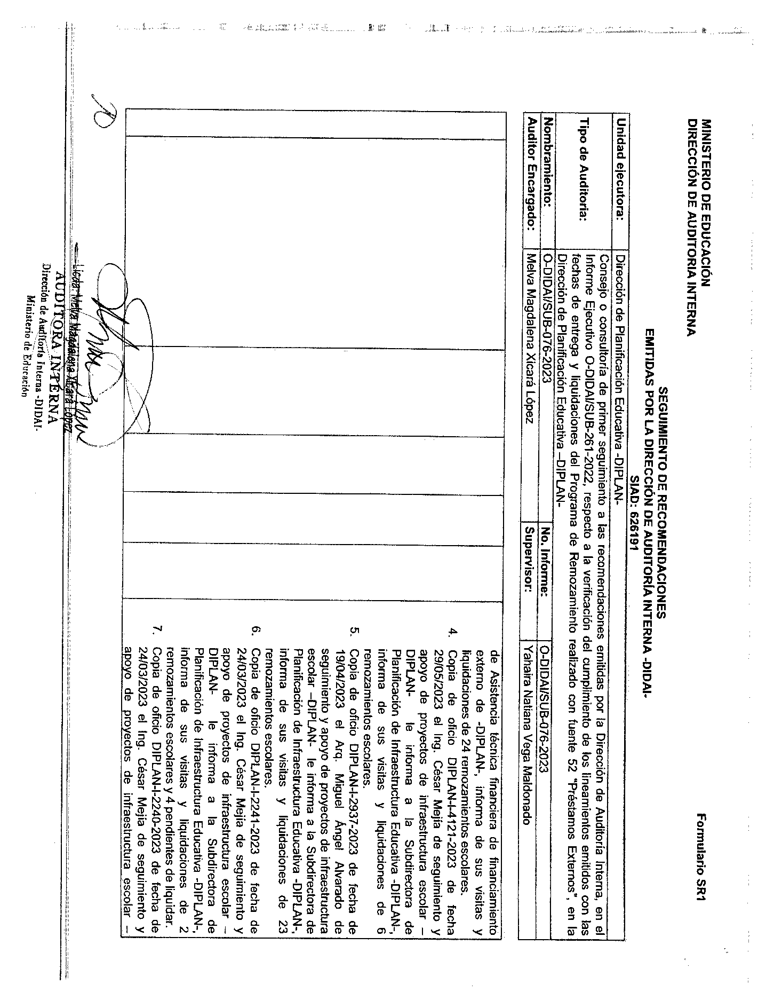 MINISTERIO DE EDUCACIÓN
DIRECCIÓN DE AUDITORIA INTERNA
Formulario SR1
SEGUIMIENTO DE RECOMENDACIONES
EMITIDAS POR LA DIRECCIÓN DE AUDITORÍA INTERNA -DIDAI-
SIAD: 626191
Unidad ejecutora: Dirección de Planificación Educativa -DIPLAN-
Tipo de Auditoria: Consejo o consultoría de primer seguimiento a las recomendaciones emitidas por la Dirección de Auditoría Interna, en el
Informe Ejecutivo O-DIDAI/SUB-261-2022, respecto a la verificación del cumplimiento de los lineamientos emitidos con las
fechas de entrega y liquidaciones del Programa de Remozamiento realizado con fuente 52 "Préstamos Externos", en la
Dirección de Planificación Educativa –DIPLAN-
Nombramiento: O-DIDAI/SUB-076-2023 No. Informe: O-DIDAI/SUB-076-2023
Auditor Encargado: Melva Magdalena Xicará López Supervisor: Yahaira Natiana Vega Maldonado
de Asistencia técnica financiera de financiamiento
externo de -DIPLAN-, informa de sus visitas y
liquidaciones de 24 remozamientos escolares.
4. Copia de oficio DIPLAN-I-4121-2023 de fecha
29/05/2023 el Ing. César Mejía de seguimiento y
apoyo de proyectos de infraestructura escolar –
DIPLAN- le informa a la Subdirectora de
Planificación de Infraestructura Educativa -DIPLAN-,
informa de sus visitas y liquidaciones de 6
remozamientos escolares.
5. Copia de oficio DIPLAN-I-2937-2023 de fecha de
19/04/2023 el Arq. Miguel Ángel Alvarado de
seguimiento y apoyo de proyectos de infraestructura
escolar –DIPLAN- le informa a la Subdirectora de
Planificación de Infraestructura Educativa -DIPLAN-,
informa de sus visitas y liquidaciones de 23
remozamientos escolares.
6. Copia de oficio DIPLAN-I-2241-2023 de fecha de
24/03/2023 el Ing. César Mejía de seguimiento y
apoyo de proyectos de infraestructura escolar –
DIPLAN- le informa a la Subdirectora de
Planificación de Infraestructura Educativa -DIPLAN-,
informa de sus visitas y liquidaciones de 2
remozamientos escolares y 4 pendientes de liquidar.
7. Copia de oficio DIPLAN-I-2240-2023 de fecha de
24/03/2023 el Ing. César Mejía de seguimiento y
apoyo de proyectos de infraestructura escolar –
Licda. Melva Magdalena Xicará López
AUDITORA INTERNA
Dirección de Auditoría Interna -DIDAI-
Ministerio de Educación